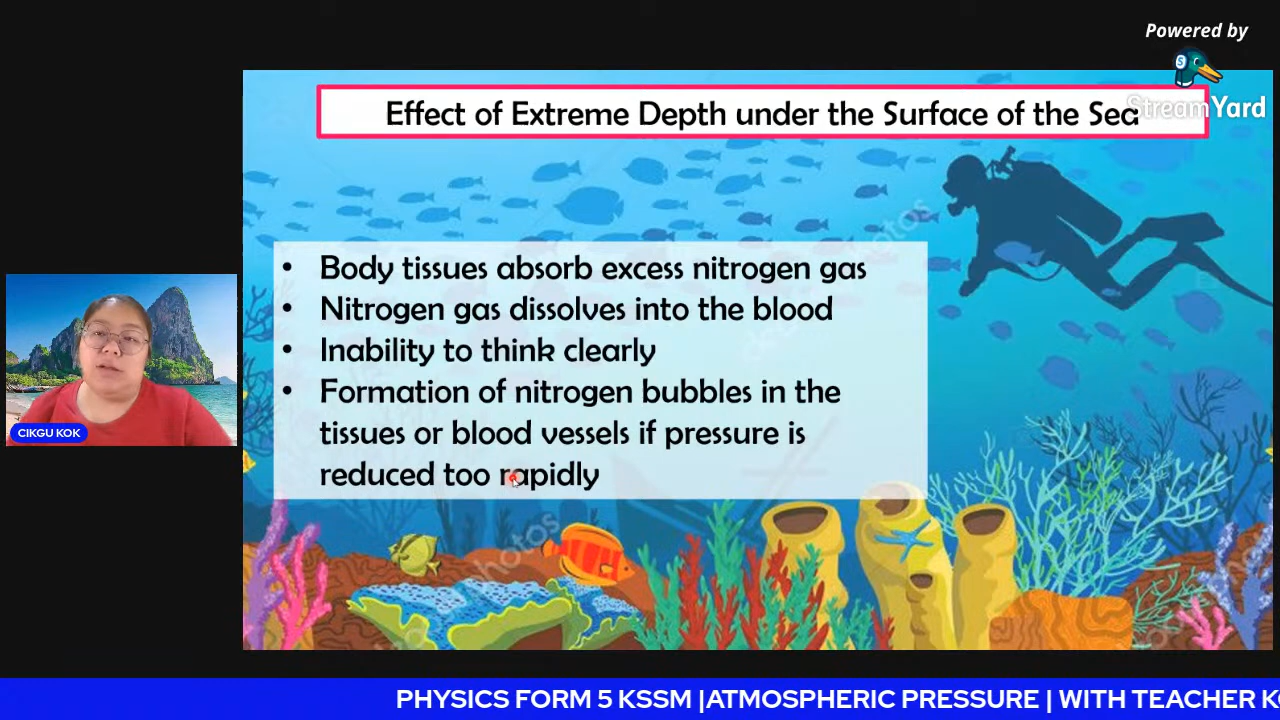 Powered by
StreamYard
Effect of Extreme Depth under the Surface of the Sea
• Body tissues absorb excess nitrogen gas
• Nitrogen gas dissolves into the blood
• Inability to think clearly
• Formation of nitrogen bubbles in the
tissues or blood vessels if pressure is
reduced too rapidly
CIKGU KOK
photos
photos
PHYSICS FORM 5 KSSM |ATMOSPHERIC PRESSURE | WITH TEACHER